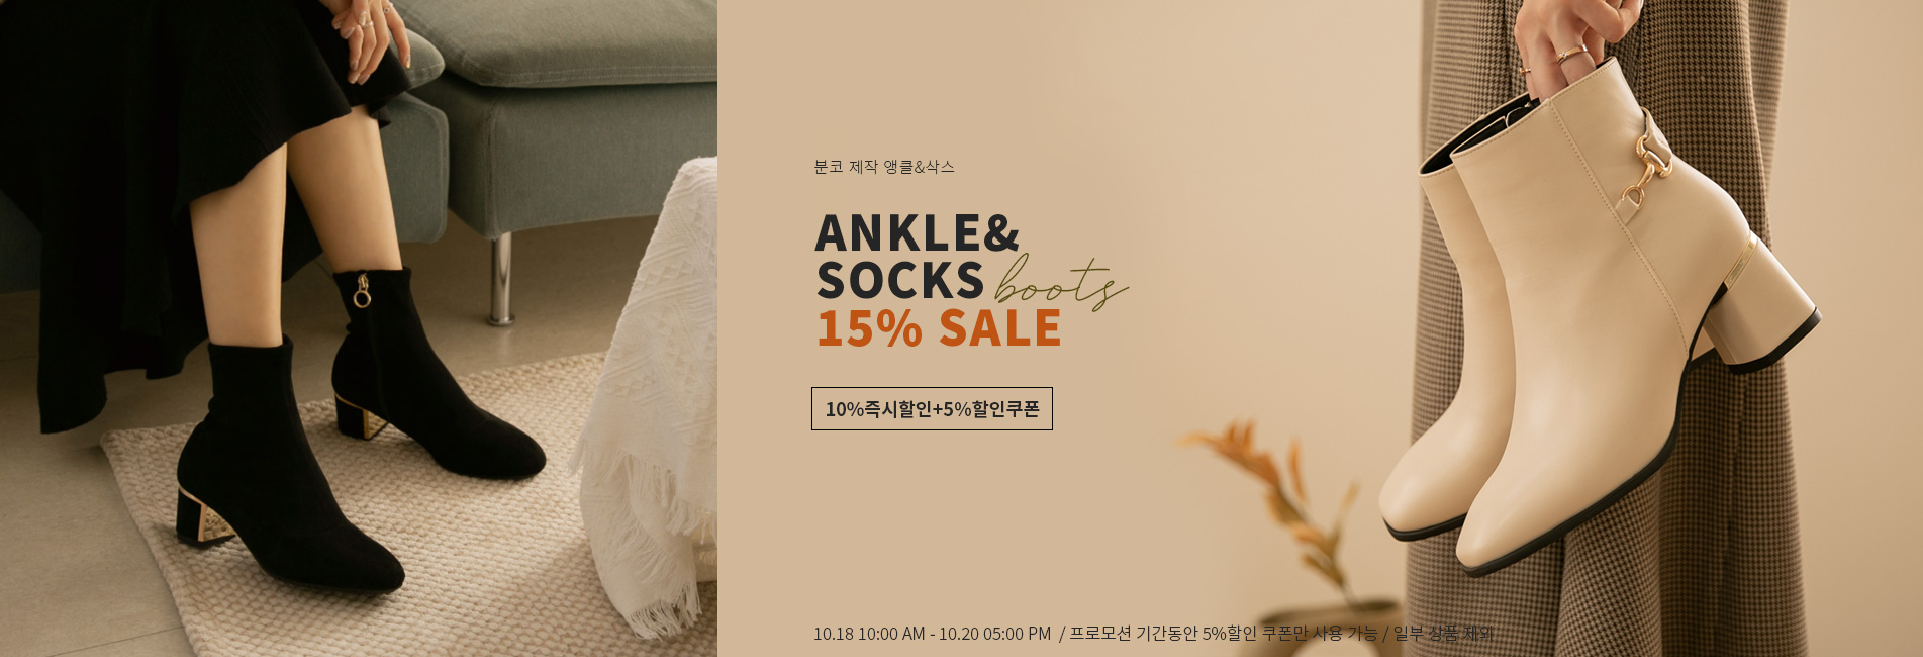 분코 제작 앵클&삭스
ANKLE&
SOCKS boots
15% SALE
10%즉시할인+5%할인쿠폰
10.18 10:00 AM - 10.20 05:00 PM / 프로모션 기간동안 5%할인 쿠폰만 사용 가능 / 일부 상품 제외